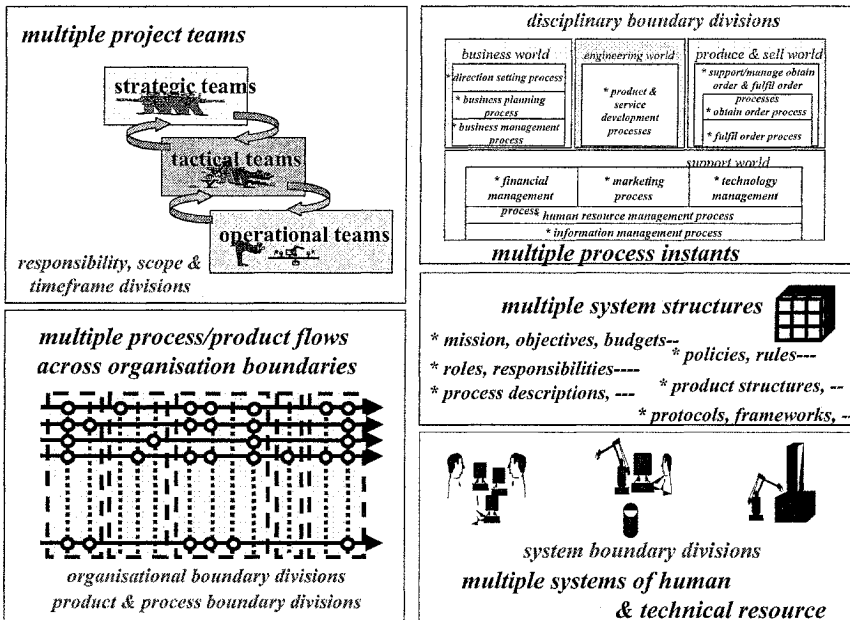 multiple project teams
strategic teams
tactical teams
operational teams
responsibility, scope &
timeframe divisions
disciplinary boundary divisions
business world
* direction setting process
* business planning
process
* business management
process
engineering world
* product &
service
development
processes
produce & sell world
* support/manage obtain
order & fulfil order
processes
* obtain order process
* fulfil order process
support world
* financial
management
process
* marketing
process
* technology
management
human resource management process
* information management process
multiple process instants
multiple process/product flows
across organisation boundaries
organisational boundary divisions
product & process boundary divisions
multiple system structures
* mission, objectives, budgets--
* policies, rules---
* roles, responsibilities----
* process descriptions, ---
* product structures, --
* protocols, frameworks, --
system boundary divisions
multiple systems of human
& technical resource